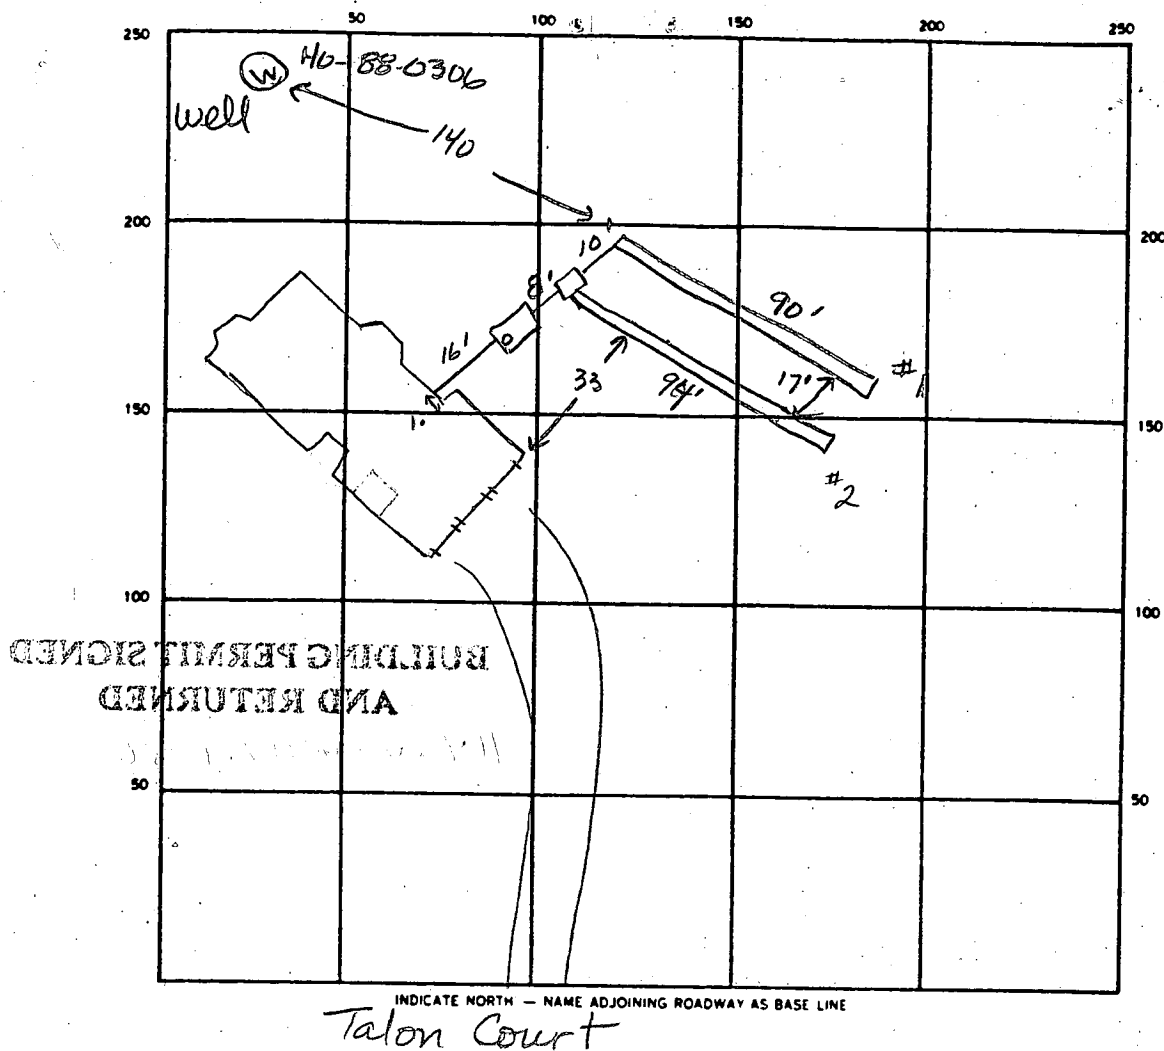 50 100 150 200 250
250
W HO-88-0306
well
140
200 200
10
8'
90'
16'
33
94'
17'
#1
150 150
1'
#2
100 100
BUILDING PERMIT SIGNED
AND RETURNED
50 50
INDICATE NORTH — NAME ADJOINING ROADWAY AS BASE LINE
Talon Court